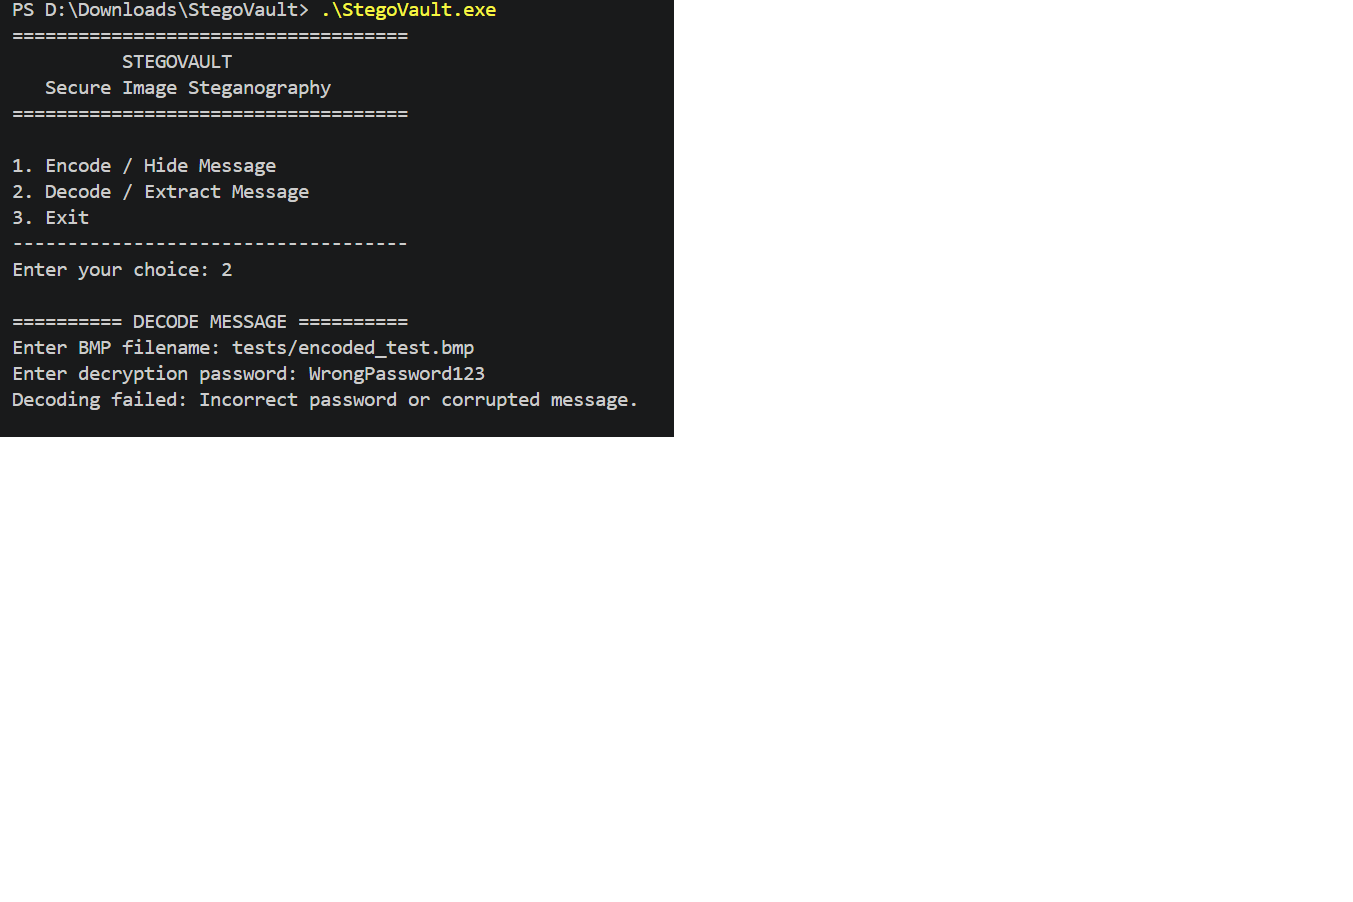 PS D:\Downloads\StegoVault> .\StegoVault.exe
====================================
STEGOVAULT
Secure Image Steganography
====================================
1. Encode / Hide Message
2. Decode / Extract Message
3. Exit
------------------------------------
Enter your choice: 2
========== DECODE MESSAGE ==========
Enter BMP filename: tests/encoded_test.bmp
Enter decryption password: WrongPassword123
Decoding failed: Incorrect password or corrupted message.